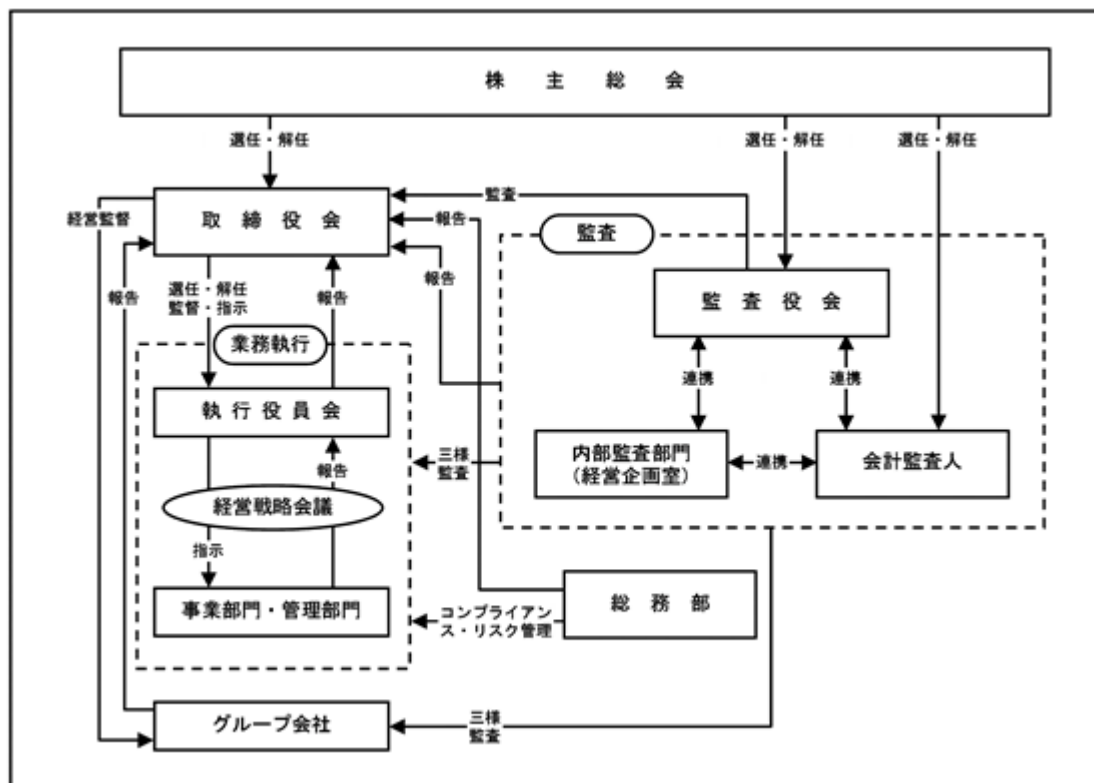 株主総会
選任・解任
選任・解任
選任・解任
監査
経営監督
取締役会
報告
監査
報告
報告
選任・解任
監督・指示
報告
監査役会
業務執行
連携
連携
執行役員会
三様
監査
報告
内部監査部門
(経営企画室)
連携
会計監査人
経営戦略会議
指示
事業部門・管理部門
コンプライアン
ス・リスク管理
総務部
グループ会社
三様
監査